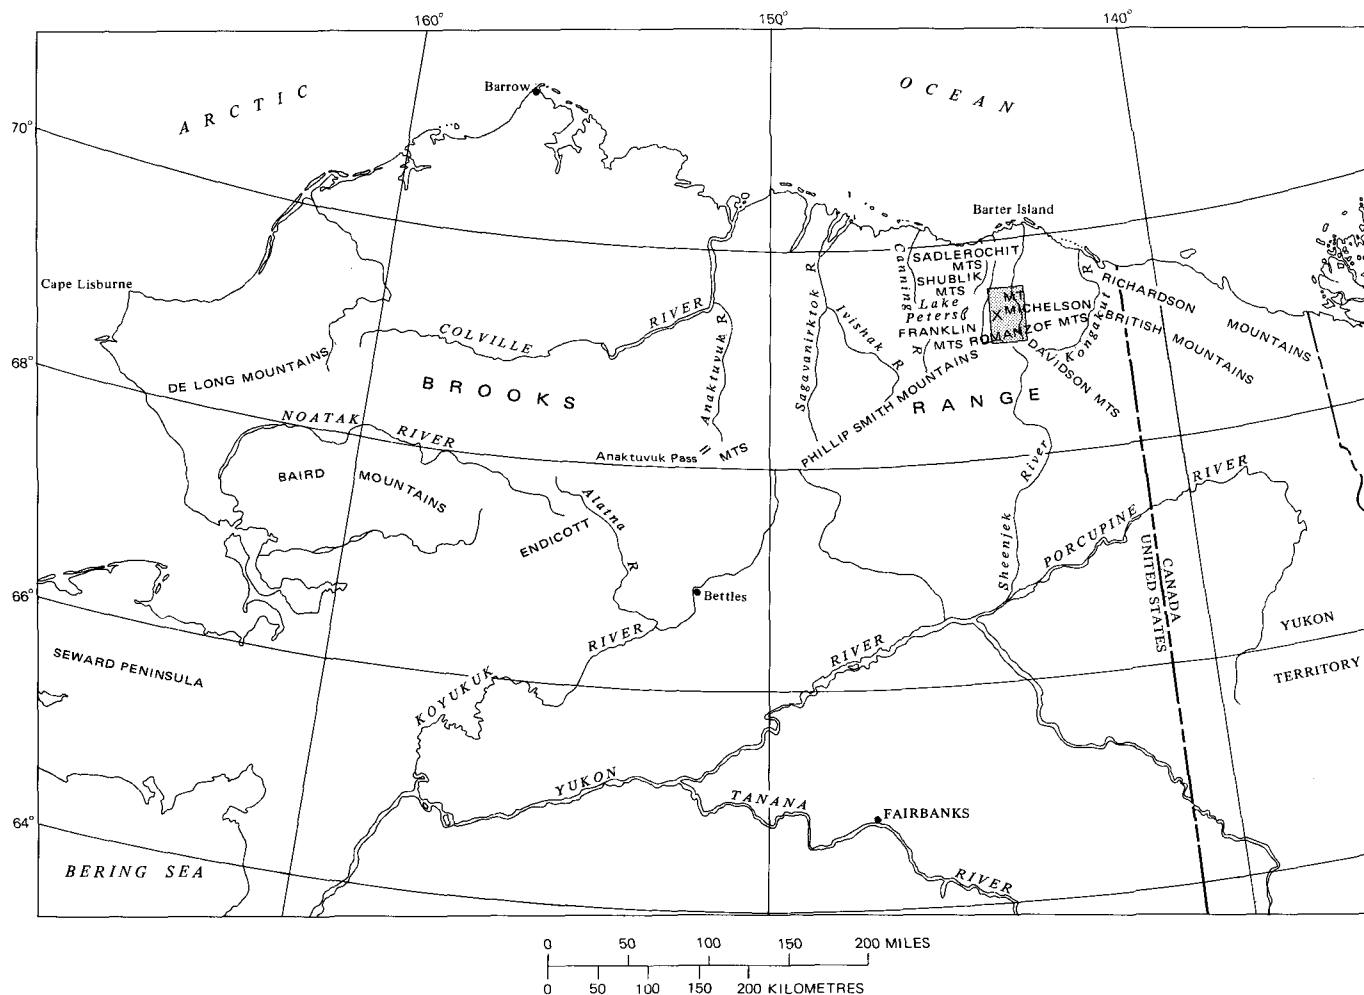 160°
150°
140°
ARCTIC
OCEAN
Barrow
70°
Barter Island
Cape Lisburne
Canning
R
SADLEROCHIT
MTS
SHUBLIK
MTS
Lake
Peters
FRANKLIN
MTS
MT
MICHELSON
ROMANZOF MTS
R
Kongakut
RICHARDSON
MOUNTAINS
BRITISH
MOUNTAINS
DAVIDSON MTS
COLVILLE
RIVER
Anaktuvuk R
Sagavanirktok R
Ivishak R
68°
DE LONG MOUNTAINS
BROOKS
RANGE
PHILLIP SMITH MOUNTAINS
NOATAK
RIVER
Anaktuvuk Pass
MTS
BAIRD
MOUNTAINS
ENDICOTT
Alatna R
Sheenjek
River
PORCUPINE
RIVER
CANADA
UNITED STATES
66°
Bettles
YUKON
TERRITORY
SEWARD PENINSULA
KOYUKUK
RIVER
RIVER
YUKON
TANANA
FAIRBANKS
RIVER
64°
BERING SEA
0 50 100 150 200 MILES
0 50 100 150 200 KILOMETRES